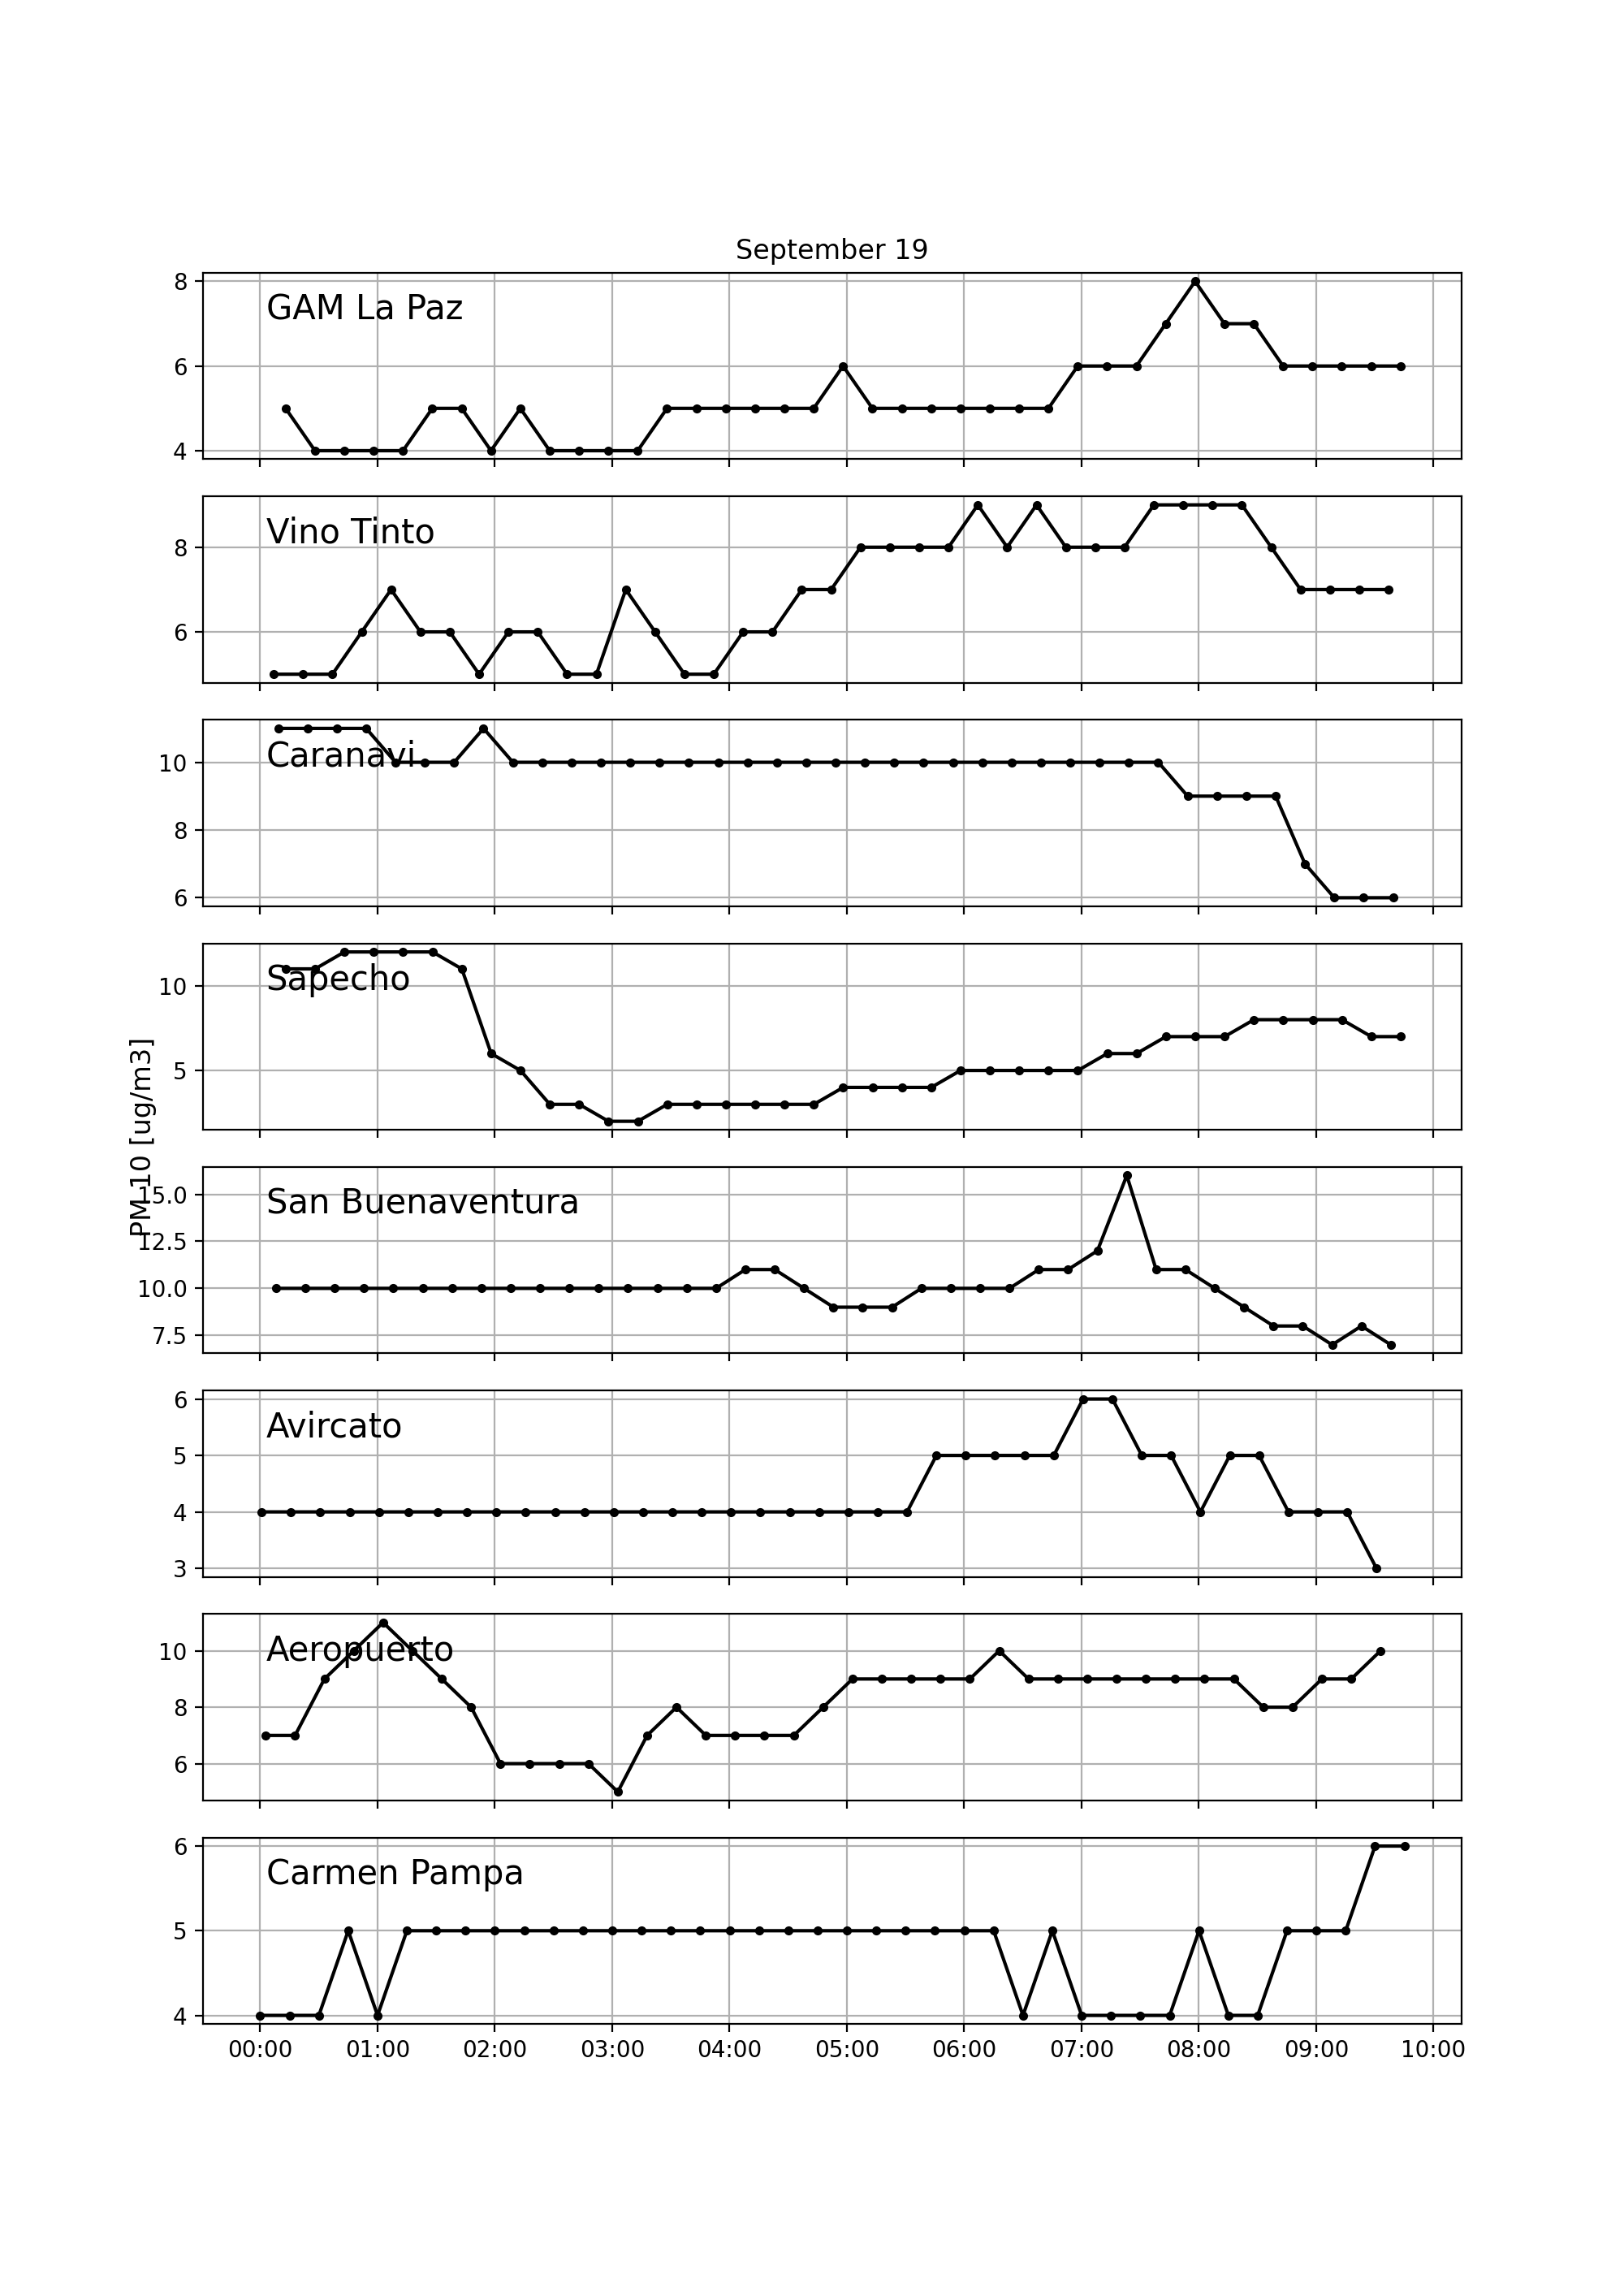 September 19
8
GAM La Paz
6
4
Vino Tinto
8
6
Caranavi
10
8
6
Sapecho
10
5
PM 10 [ug/m3]
San Buenaventura
15.0
12.5
10.0
7.5
6
Avircato
5
4
3
Aeropuerto
10
8
6
6
Carmen Pampa
5
4
00:00 01:00 02:00 03:00 04:00 05:00 06:00 07:00 08:00 09:00 10:00